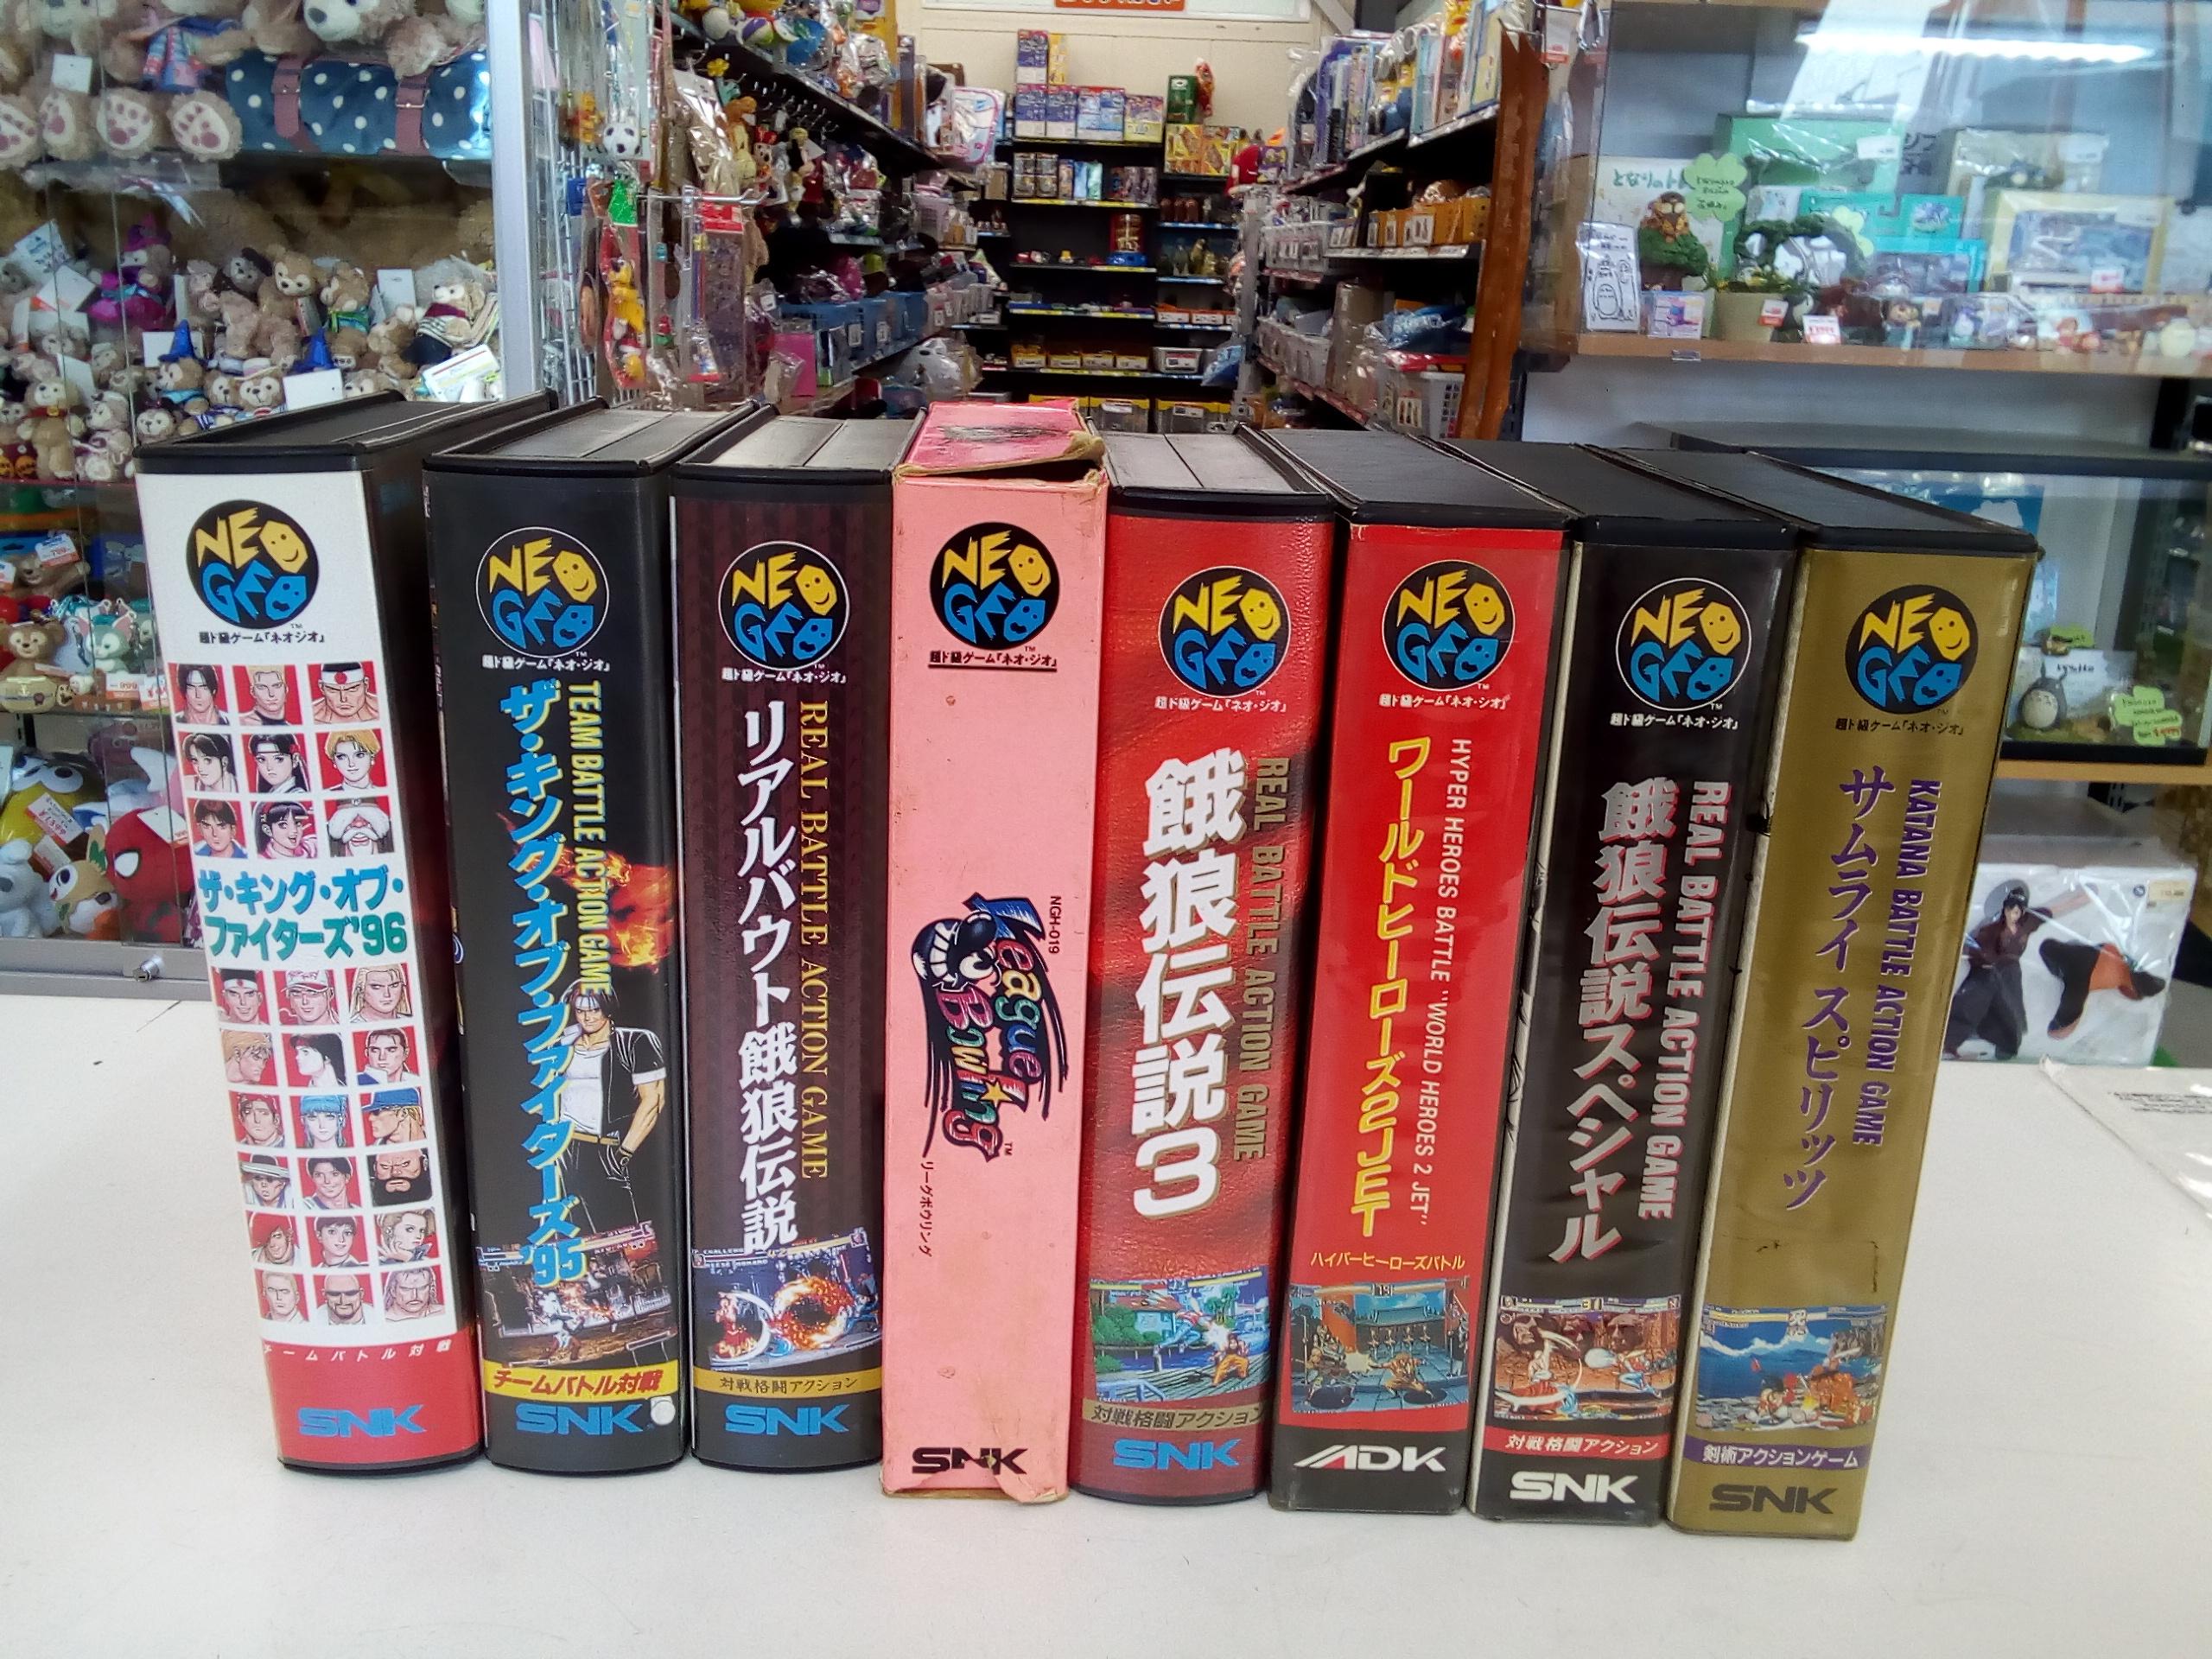 NEO
GEO
TM
超ド級ゲーム『ネオジオ』
ザ・キング・オブ・
ファイターズ'96
チームバトル対戦
SNK
NEO
GEO
超ド級ゲーム『ネオ・ジオ』
TEAM BATTLE ACTION GAME
ザ・キング・オブ・ファイターズ'95
チームバトル対戦
SNK
NEO
GEO
TM
超ド級ゲーム『ネオ・ジオ』
REAL BATTLE ACTION GAME
リアルバウト餓狼伝説
対戦格闘アクション
SNK
NEO
GEO
TM
超ド級ゲーム『ネオ・ジオ』
NGH-019
League
Bowling
TM
リーグボウリング
SNK
NEO
GEO
TM
超ド級ゲーム『ネオ・ジオ』
REAL BATTLE ACTION GAME
餓狼伝説3
対戦格闘アクション
SNK
NEO
GEO
TM
超ド級ゲーム『ネオ・ジオ』
HYPER HEROES BATTLE "WORLD HEROES 2 JET"
ワールドヒーローズ2JET
ハイパーヒーローズバトル
ADK
NEO
GEO
TM
超ド級ゲーム『ネオ・ジオ』
REAL BATTLE ACTION GAME
餓狼伝説スペシャル
対戦格闘アクション
SNK
NEO
GEO
TM
超ド級ゲーム『ネオ・ジオ』
KATANA BATTLE ACTION GAME
サムライ スピリッツ
剣術アクションゲーム
SNK